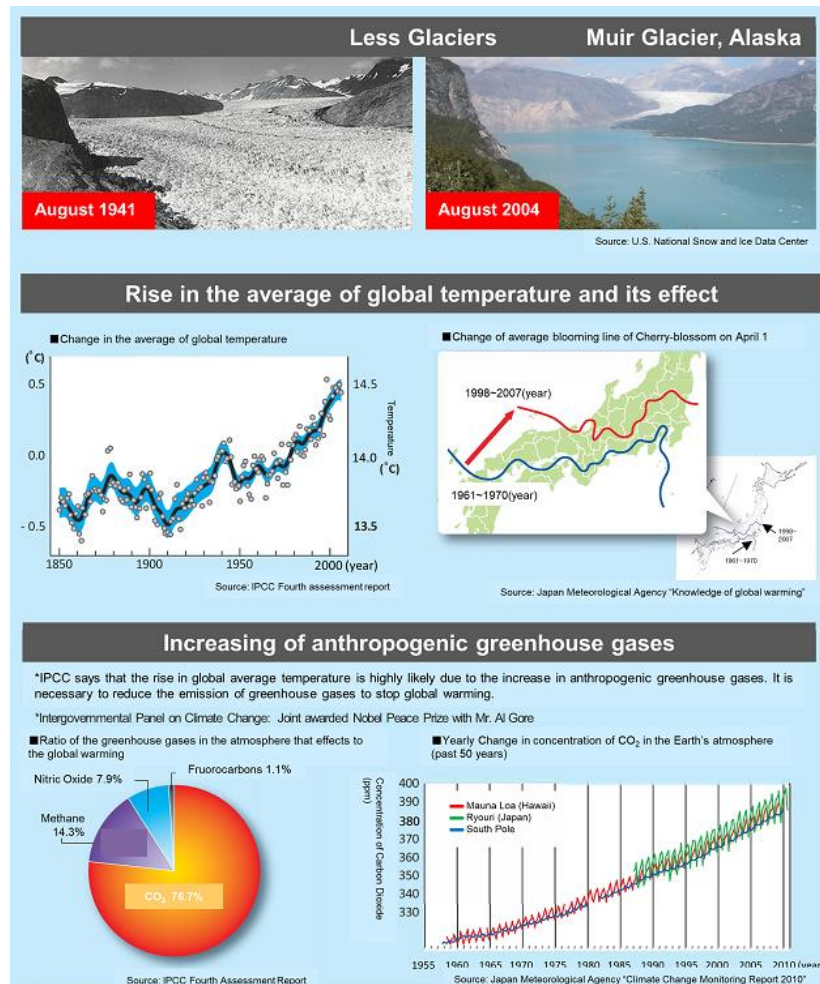 Less Glaciers
Muir Glacier, Alaska
August 1941
August 2004
Source: U.S. National Snow and Ice Data Center
Rise in the average of global temperature and its effect
■Change in the average of global temperature
(˚C)
0.5
0.0
- 0.5
14.5
14.0
13.5
Temperature
(˚C)
1850
1900
1950
2000 (year)
Source: IPCC Fourth assessment report
■Change of average blooming line of Cherry-blossom on April 1
1998~2007(year)
1961~1970(year)
1998~
2007
1961~1970
Source: Japan Meteorological Agency "Knowledge of global warming"
Increasing of anthropogenic greenhouse gases
*IPCC says that the rise in global average temperature is highly likely due to the increase in anthropogenic greenhouse gases. It is
necessary to reduce the emission of greenhouse gases to stop global warming.
*Intergovernmental Panel on Climate Change: Joint awarded Nobel Peace Prize with Mr. Al Gore
■Ratio of the greenhouse gases in the atmosphere that effects to
the global warming
Nitric Oxide 7.9%
Fruorocarbons 1.1%
Methane
14.3%
CO₂ 76.7%
Source: IPCC Fourth Assessment Report
■Yearly Change in concentration of CO₂ in the Earth's atmosphere
(past 50 years)
Concentration of Carbon Dioxide
(ppm)
400
390
380
370
360
350
340
330
Mauna Loa (Hawaii)
Ryouri (Japan)
South Pole
1955 1960 1965 1970 1975 1980 1985 1990 1995 2000 2005 2010 (year)
Source: Japan Meteorological Agency "Climate Change Monitoring Report 2010"